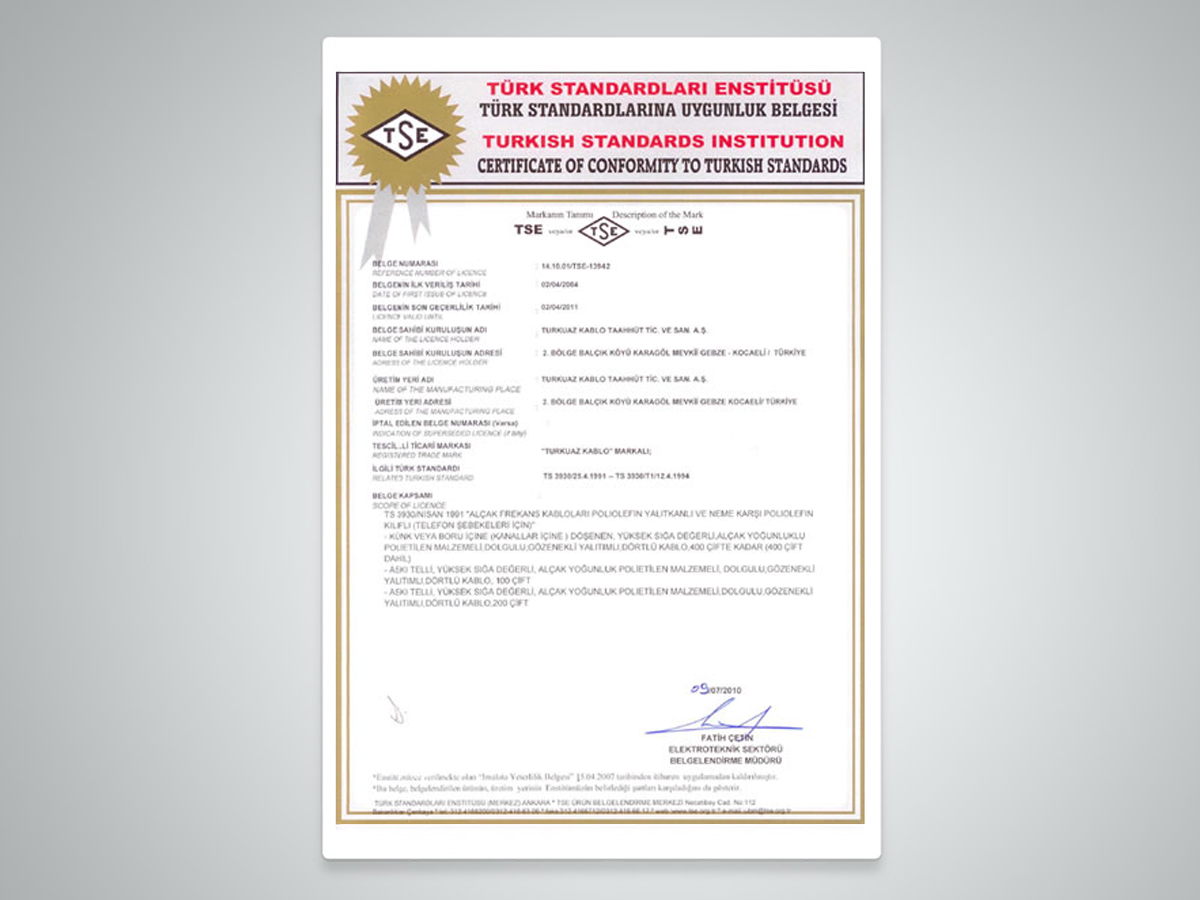 TÜRK STANDARDLARI ENSTİTÜSÜ
TÜRK STANDARDLARINA UYGUNLUK BELGESİ
TURKISH STANDARDS INSTITUTION
CERTIFICATE OF CONFORMITY TO TURKISH STANDARDS
TSE
Markanın Tanımı Description of the Mark
TSE veya/or TSE veya/or TSE
BELGE NUMARASI : 14.10.01/TSE-13942
REFERENCE NUMBER OF LICENCE
BELGENİN İLK VERİLİŞ TARİHİ : 02/04/2004
DATE OF FIRST ISSUE OF LICENCE
BELGENİN SON GEÇERLİLİK TARİHİ : 02/04/2011
LICENCE VALID UNTIL
BELGE SAHİBİ KURULUŞUN ADI : TURKUAZ KABLO TAAHHÜT TİC. VE SAN. A.Ş.
NAME OF THE LICENCE HOLDER
BELGE SAHİBİ KURULUŞUN ADRESİ : 2. BÖLGE BALÇIK KÖYÜ KARAGÖL MEVKİİ GEBZE - KOCAELİ / TÜRKİYE
ADRESS OF THE LICENCE HOLDER
ÜRETİM YERİ ADI : TURKUAZ KABLO TAAHHÜT TİC. VE SAN. A.Ş.
NAME OF THE MANUFACTURING PLACE
ÜRETİM YERİ ADRESİ : 2. BÖLGE BALÇIK KÖYÜ KARAGÖL MEVKİİ GEBZE KOCAELİ/ TÜRKİYE
ADRESS OF THE MANUFACTURING PLACE
İPTAL EDİLEN BELGE NUMARASI (Varsa) :
INDICATION OF SUPERSEDED LICENCE (if any)
TESCİLLİ TİCARİ MARKASI "TURKUAZ KABLO" MARKALI;
REGISTERED TRADE MARK
İLGİLİ TÜRK STANDARDI TS 3930/25.4.1991 -- TS 3930/T1/12.4.1994
RELATED TURKISH STANDARD
BELGE KAPSAMI :
SCOPE OF LICENCE
TS 3930/NİSAN 1991 "ALÇAK FREKANS KABLOLARI POLİOLEFİN YALITKANLI VE NEME KARŞI POLİOLEFİN
KILIFLI (TELEFON ŞEBEKELERİ İÇİN)"
- KÜNK VEYA BORU İÇİNE (KANALLAR İÇİNE ) DÖŞENEN, YÜKSEK SIĞA DEĞERLİ,ALÇAK YOĞUNLUKLU
POLİETİLEN MALZEMELİ,DOLGULU,GÖZENEKLİ YALITIMLI,DÖRTLÜ KABLO,400 ÇİFTE KADAR (400 ÇİFT
DAHİL)
- ASKI TELLİ, YÜKSEK SIĞA DEĞERLİ, ALÇAK YOĞUNLUK POLİETİLEN MALZEMELİ, DOLGULU,GÖZENEKLİ
YALITIMLI,DÖRTLÜ KABLO, 100 ÇİFT
- ASKI TELLİ, YÜKSEK SIĞA DEĞERLİ, ALÇAK YOĞUNLUK POLİETİLEN MALZEMELİ,DOLGULU,GÖZENEKLİ
YALITIMLI,DÖRTLÜ KABLO,200 ÇİFT
09/07/2010
FATİH ÇETİN
ELEKTROTEKNİK SEKTÖRÜ
BELGELENDİRME MÜDÜRÜ
*Enstitümüzce verilmekte olan "İmalata Yeterlilik Belgesi" 15.04.2007 tarihinden itibaren uygulamadan kaldırılmıştır.
*Bu belge, belgelendirilen ürünün, üretim yerinin Enstitümüzün belirlediği şartları karşıladığını da gösterir.
TÜRK STANDARDLARI ENSTİTÜSÜ (MERKEZ) ANKARA * TSE ÜRÜN BELGELENDİRME MERKEZİ Necatibey Cad. No:112
Bakanlıklar Çankaya